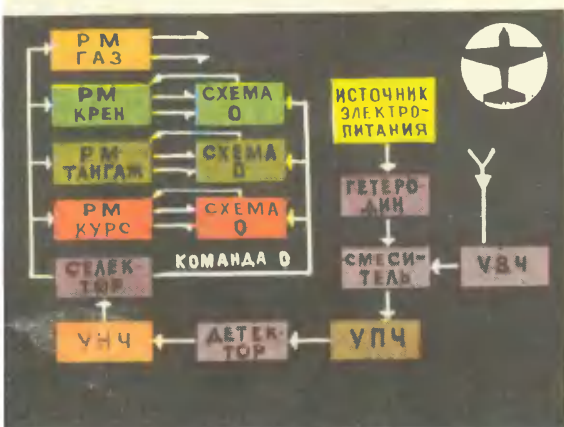 РМ
ГАЗ
РМ
КРЕН
СХЕМА
0
РМ
ТАНГАЖ
СХЕМА
0
РМ
КУРС
СХЕМА
0
СЕЛЕК-
ТОР
КОМАНДА 0
УНЧ
ДЕТЕК-
ТОР
УПЧ
ИСТОЧНИК
ЭЛЕКТРО-
ПИТАНИЯ
ГЕТЕРО-
ДИН
СМЕСИ-
ТЕЛЬ
УВЧ